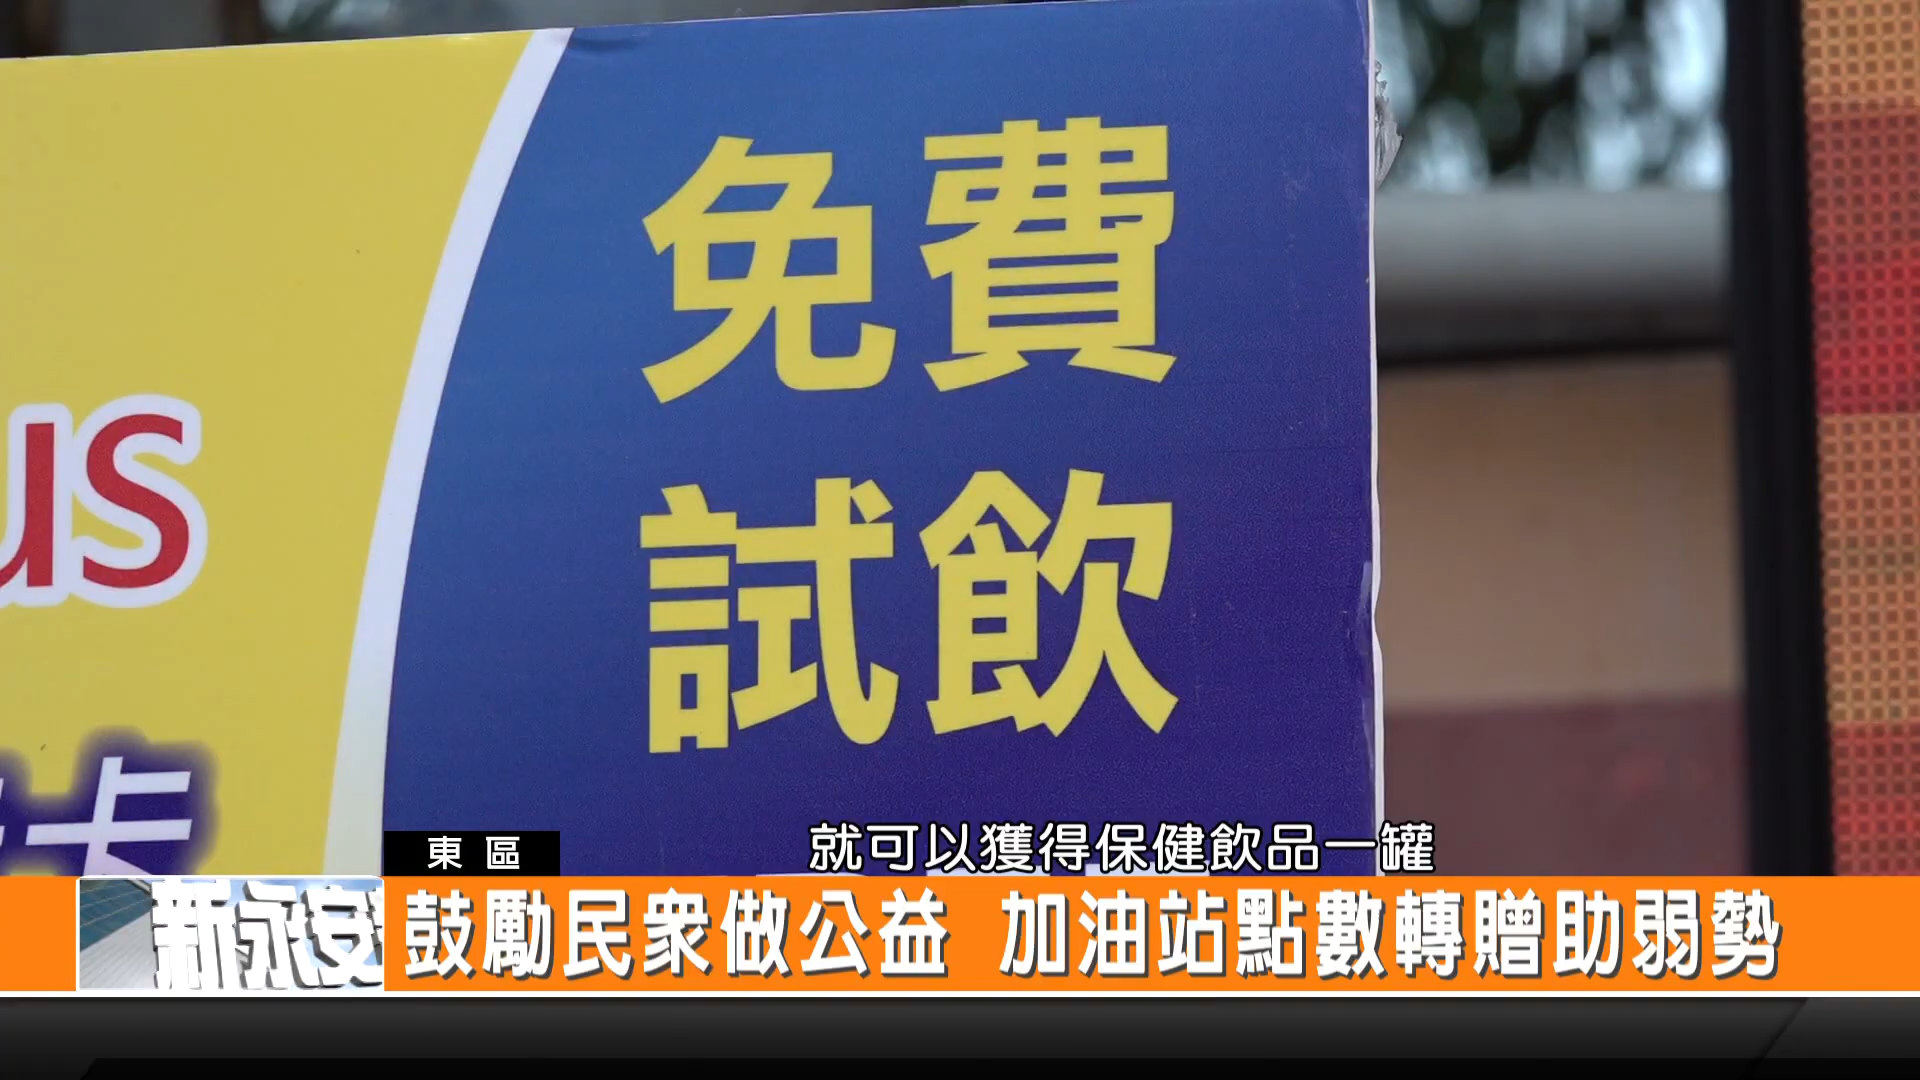 免費
試飲
us
卡
就可以獲得保健飲品一罐
東區
新永安
鼓勵民眾做公益 加油站點數轉贈助弱勢